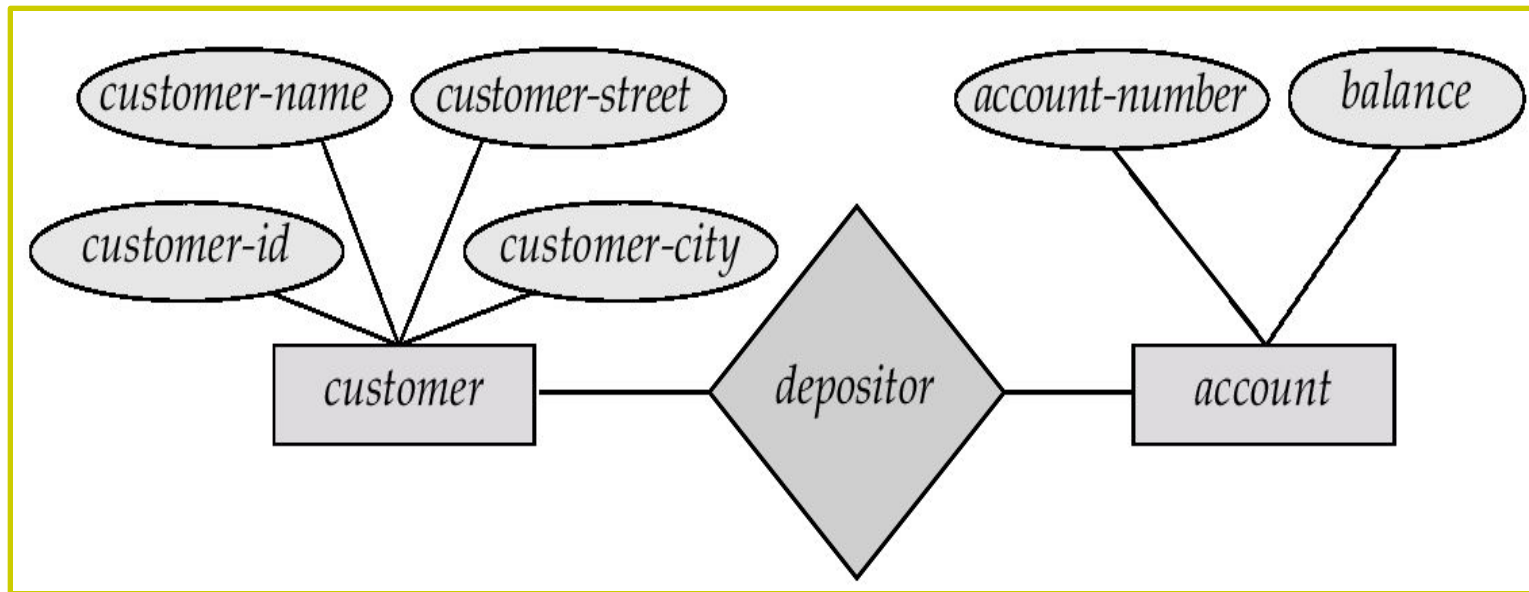 customer-name customer-street account-number balance
customer-id customer-city
customer depositor account